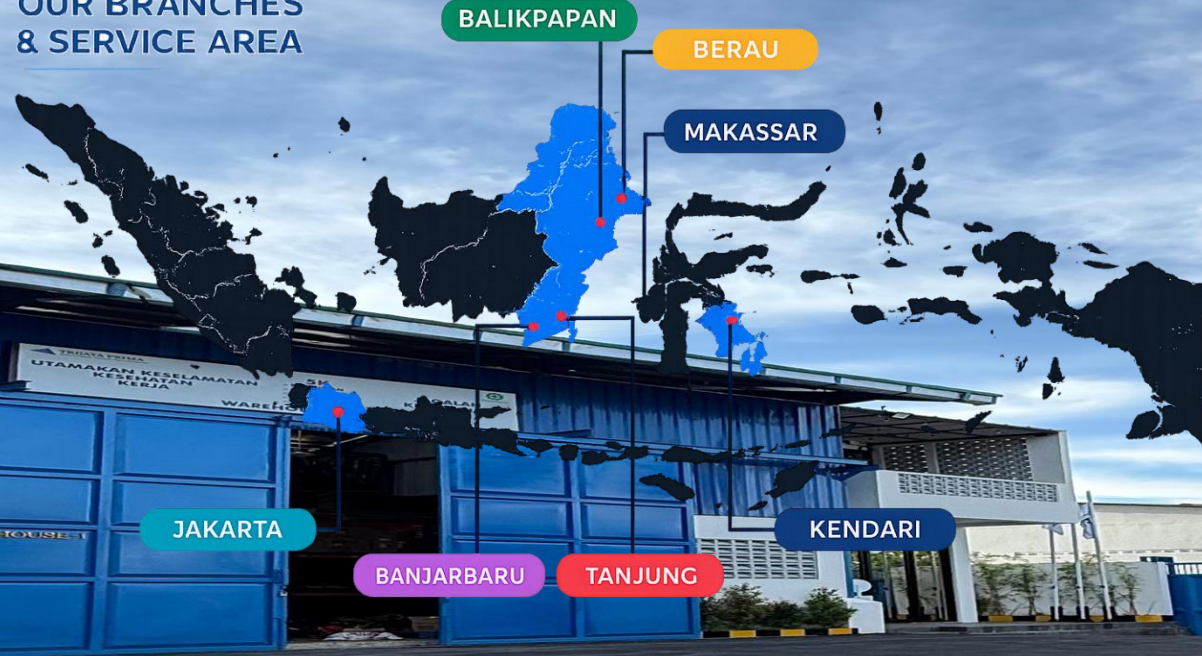 OUR BRANCHES
& SERVICE AREA
BALIKPAPAN
BERAU
MAKASSAR
TRIJAYA PRIMA
UTAMAKAN KESELAMATAN
KESEHATAN
KERJA
JAKARTA
KENDARI
BANJARBARU
TANJUNG